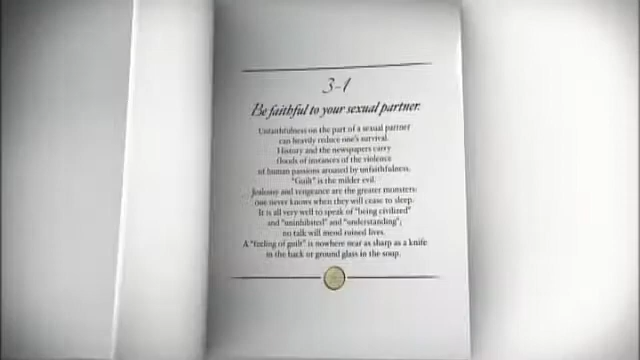 3-1
Be faithful to your sexual partner.
Unfaithfulness on the part of a sexual partner
can heavily reduce one's survival.
History and the newspapers carry
floods of instances of the violence
of human passions aroused by unfaithfulness.
"Guilt" is the milder evil.
Jealousy and vengeance are the greater monsters:
one never knows when they will cease to sleep.
It is all very well to speak of "being civilized"
and "uninhibited" and "understanding";
no talk will mend ruined lives.
A "feeling of guilt" is nowhere near as sharp as a knife
in the back or ground glass in the soup.